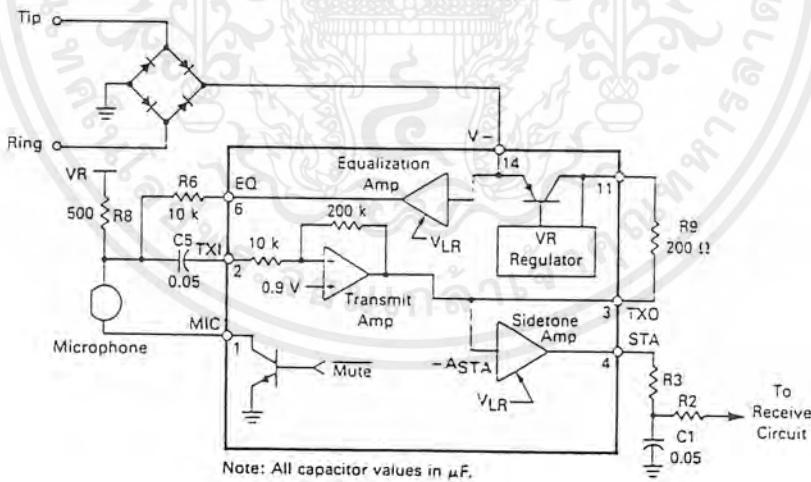 Tip
Ring
V–
14
Equalization
Amp
VR
R6
10 k
EQ
6
500
R8
VLR
VR
Regulator
11
R9
200 Ω
C5
0.05
TXI
2
10 k
200 k
0.9 V
Transmit
Amp
3
TXO
Microphone
MIC
1
Mute
Sidetone
Amp
–ASTA
VLR
STA
4
R3
R2
C1
0.05
To
Receive
Circuit
Note: All capacitor values in μF.